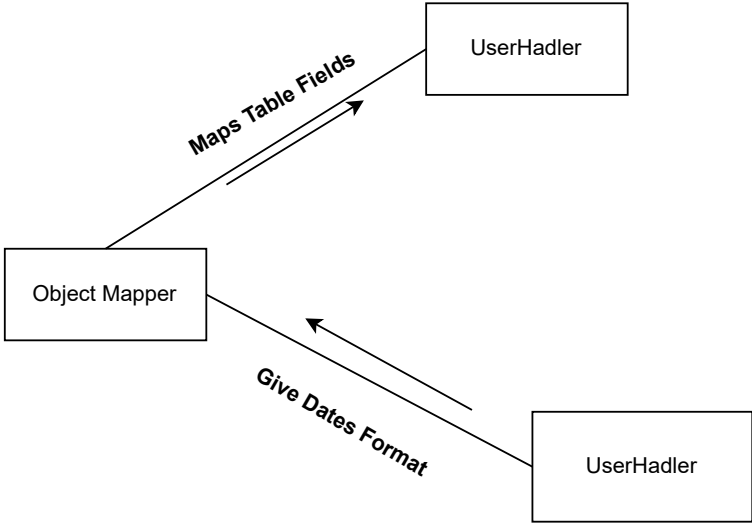 UserHadler
Maps Table Fields
Object Mapper
Give Dates Format
UserHadler